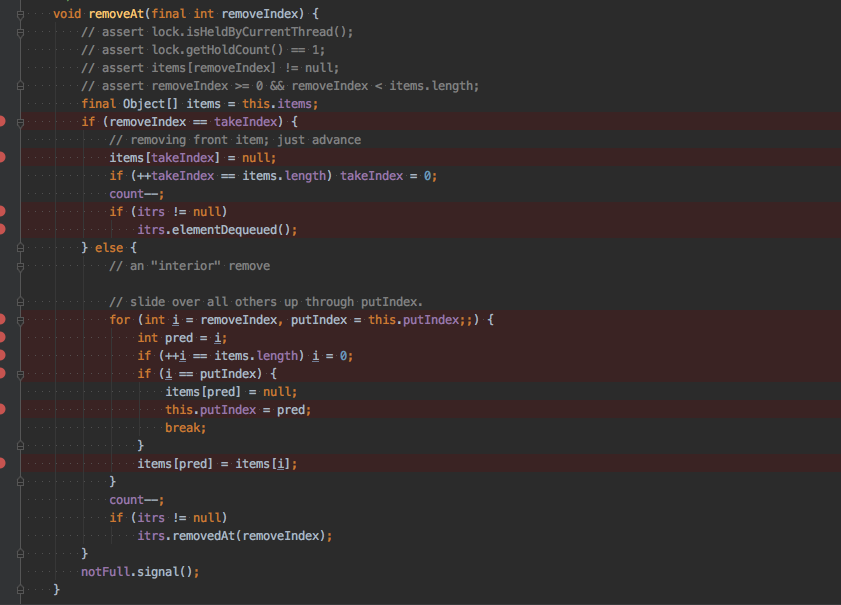 void removeAt(final int removeIndex) {
// assert lock.isHeldByCurrentThread();
// assert lock.getHoldCount() == 1;
// assert items[removeIndex] != null;
// assert removeIndex >= 0 && removeIndex < items.length;
final Object[] items = this.items;
if (removeIndex == takeIndex) {
// removing front item; just advance
items[takeIndex] = null;
if (++takeIndex == items.length) takeIndex = 0;
count--;
if (itrs != null)
itrs.elementDequeued();
} else {
// an "interior" remove
// slide over all others up through putIndex.
for (int i = removeIndex, putIndex = this.putIndex;;) {
int pred = i;
if (++i == items.length) i = 0;
if (i == putIndex) {
items[pred] = null;
this.putIndex = pred;
break;
}
items[pred] = items[i];
}
count--;
if (itrs != null)
itrs.removedAt(removeIndex);
}
notFull.signal();
}